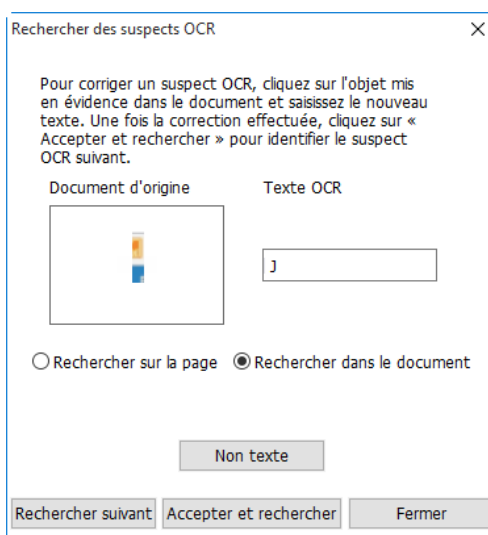 Rechercher des suspects OCR
Pour corriger un suspect OCR, cliquez sur l'objet mis
en évidence dans le document et saisissez le nouveau
texte. Une fois la correction effectuée, cliquez sur «
Accepter et rechercher » pour identifier le suspect
OCR suivant.
Document d'origine Texte OCR
J
Rechercher sur la page Rechercher dans le document
Non texte
Rechercher suivant Accepter et rechercher Fermer